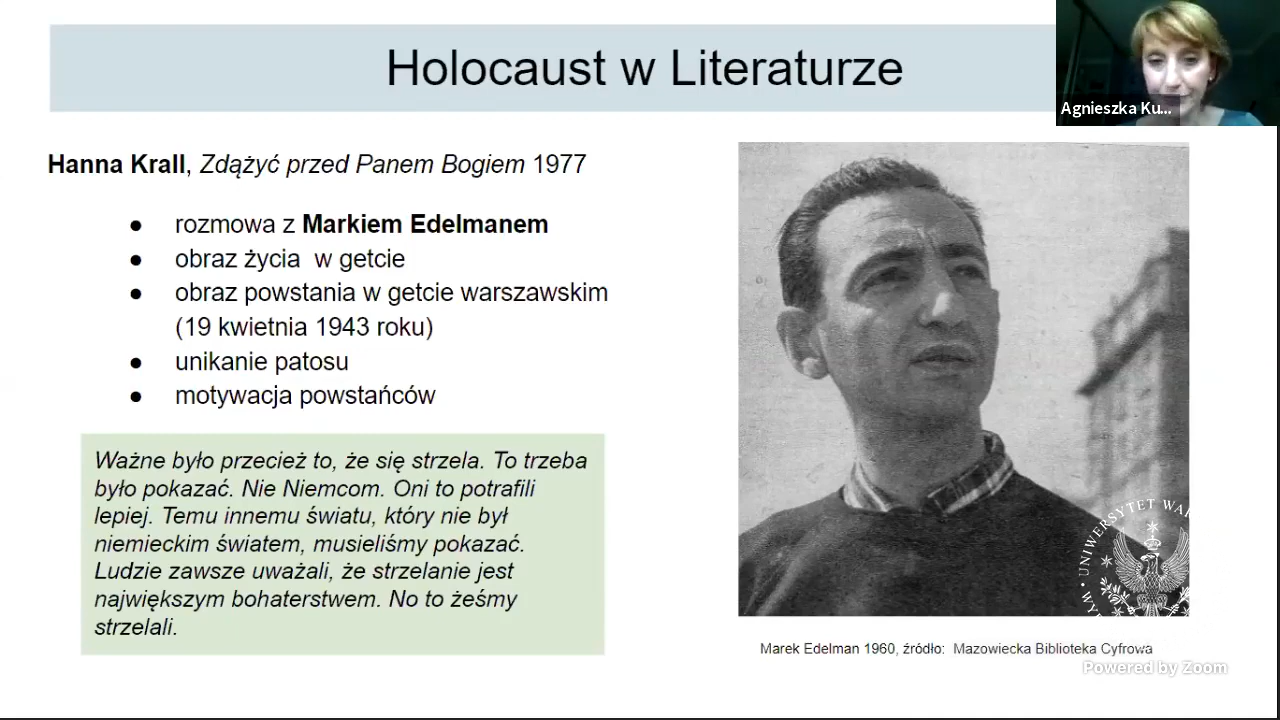 Holocaust w Literaturze
Agnieszka Ku...
Hanna Krall, Zdążyć przed Panem Bogiem 1977
● rozmowa z Markiem Edelmanem
● obraz życia w getcie
● obraz powstania w getcie warszawskim
(19 kwietnia 1943 roku)
● unikanie patosu
● motywacja powstańców
Ważne było przecież to, że się strzela. To trzeba
było pokazać. Nie Niemcom. Oni to potrafili
lepiej. Temu innemu światu, który nie był
niemieckim światem, musieliśmy pokazać.
Ludzie zawsze uważali, że strzelanie jest
największym bohaterstwem. No to żeśmy
strzelali.
UNIWERSYTET WAR
Marek Edelman 1960, źródło: Mazowiecka Biblioteka Cyfrowa
Powered by Zoom